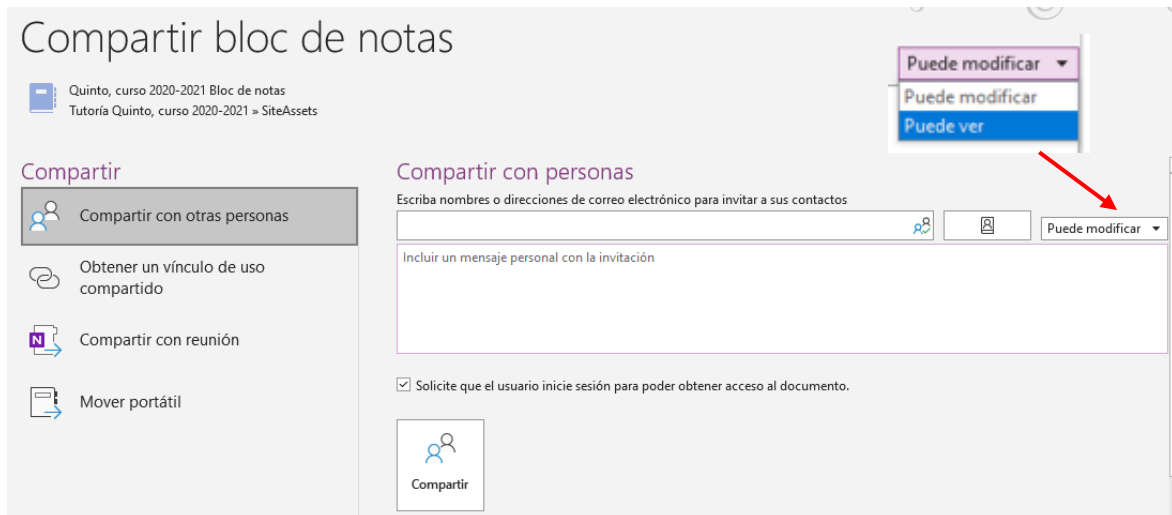 Compartir bloc de notas
Quinto, curso 2020-2021 Bloc de notas
Tutoría Quinto, curso 2020-2021 » SiteAssets
Puede modificar
Puede modificar
Puede ver
Compartir
Compartir con otras personas
Obtener un vínculo de uso
compartido
Compartir con reunión
Mover portátil
Compartir con personas
Escriba nombres o direcciones de correo electrónico para invitar a sus contactos
Puede modificar
Incluir un mensaje personal con la invitación
Solicite que el usuario inicie sesión para poder obtener acceso al documento.
Compartir